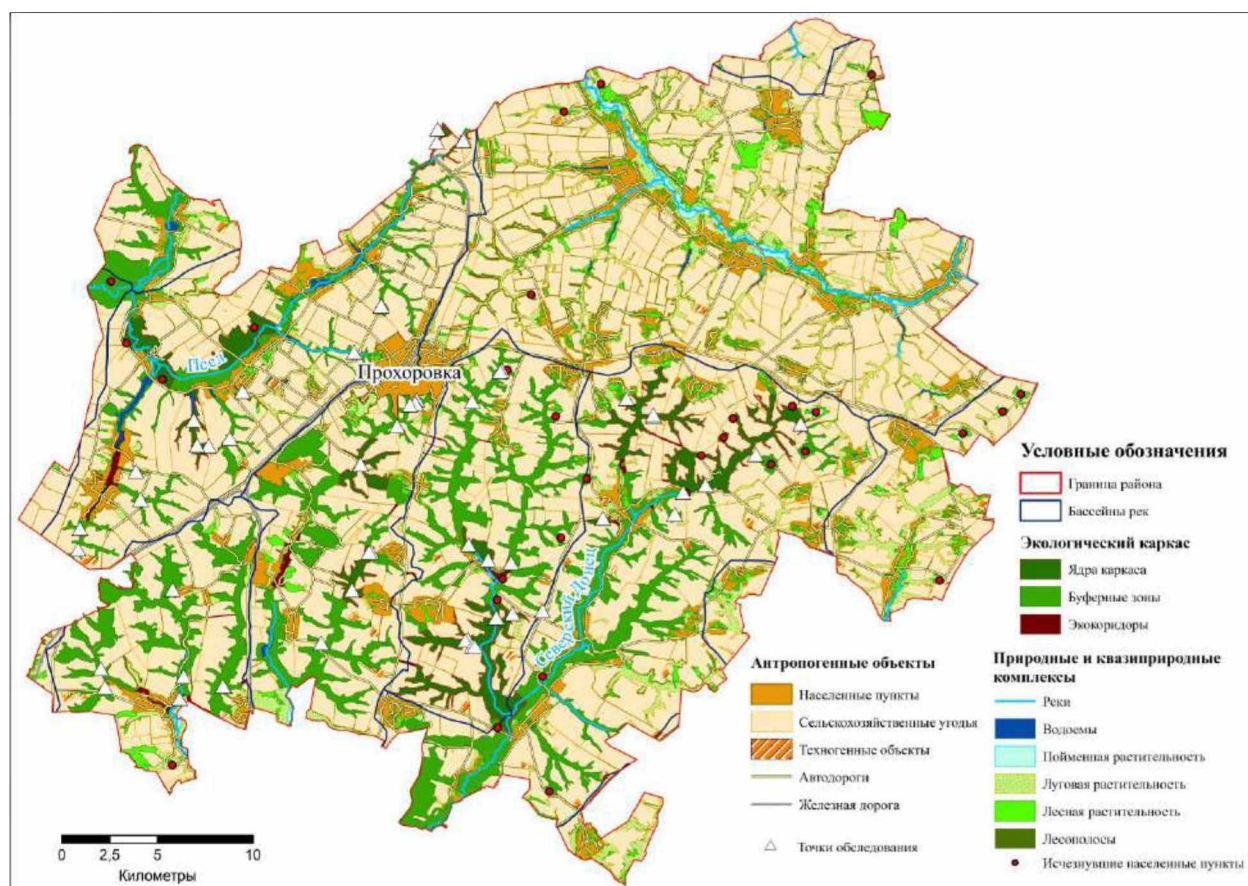 Псел
Прохоровка
Северский Донец
Условные обозначения
Граница района
Бассейны рек
Экологический каркас
Ядра каркаса
Буферные зоны
Экокоридоры
Антропогенные объекты
Населенные пункты
Сельскохозяйственные угодья
Техногенные объекты
Автодороги
Железная дорога
Точки обследования
Природные и квазиприродные
комплексы
Реки
Водоемы
Пойменная растительность
Луговая растительность
Лесная растительность
Лесополосы
Исчезнувшие населенные пункты
0 2,5 5 10
Километры